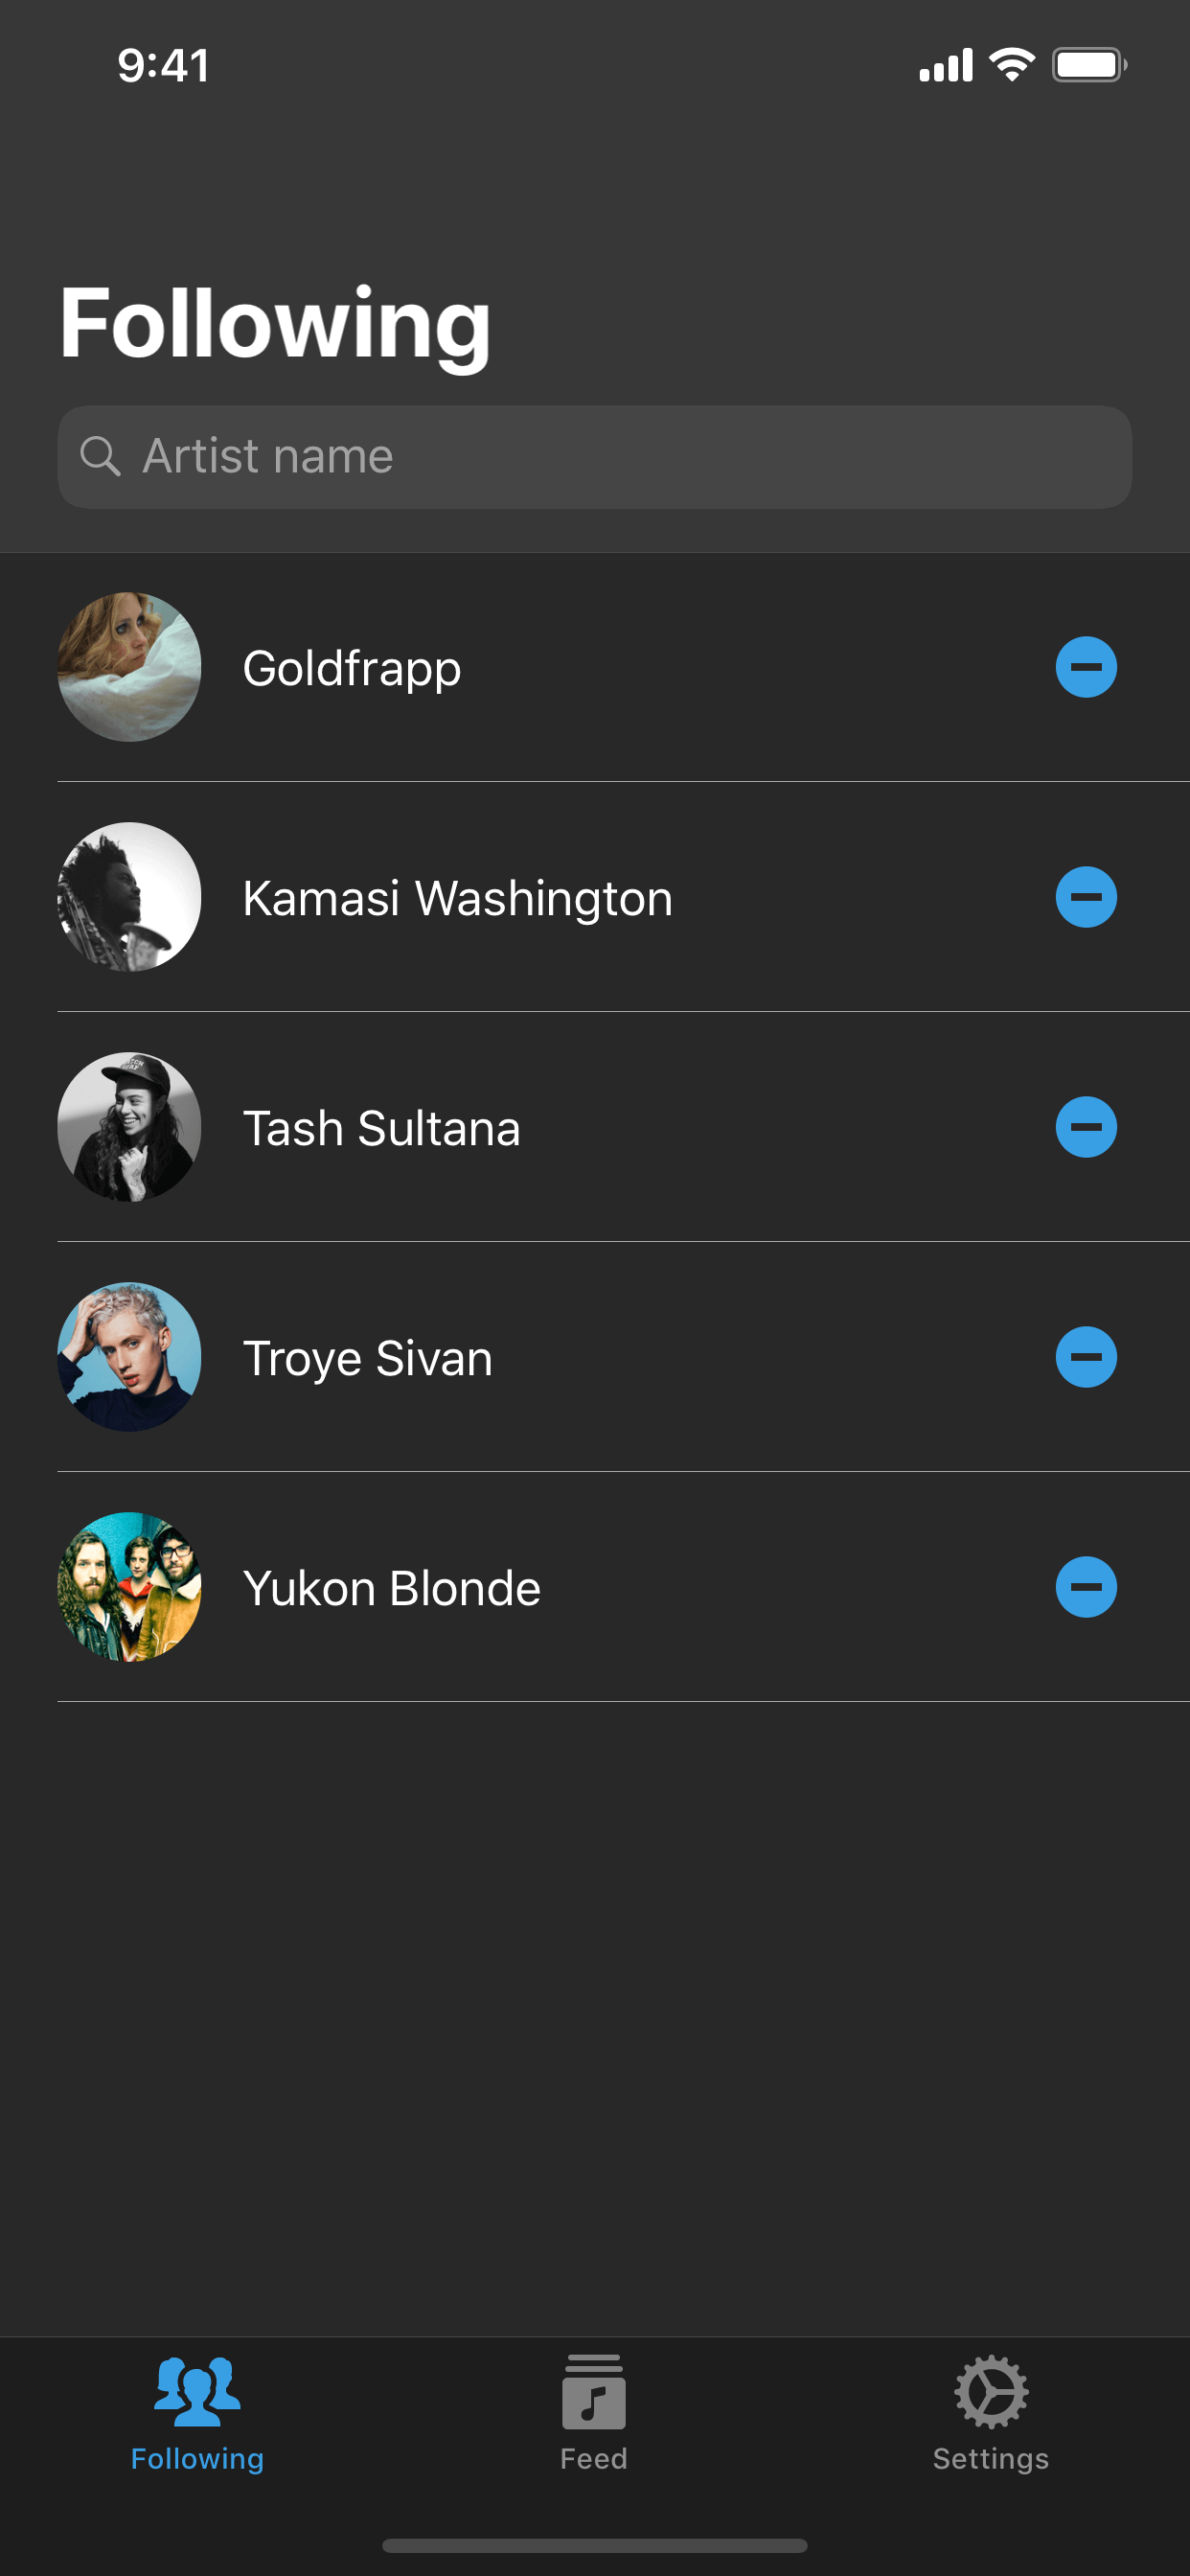 9:41
Following
Artist name
Goldfrapp
Kamasi Washington
Tash Sultana
Troye Sivan
Yukon Blonde
Following
Feed
Settings